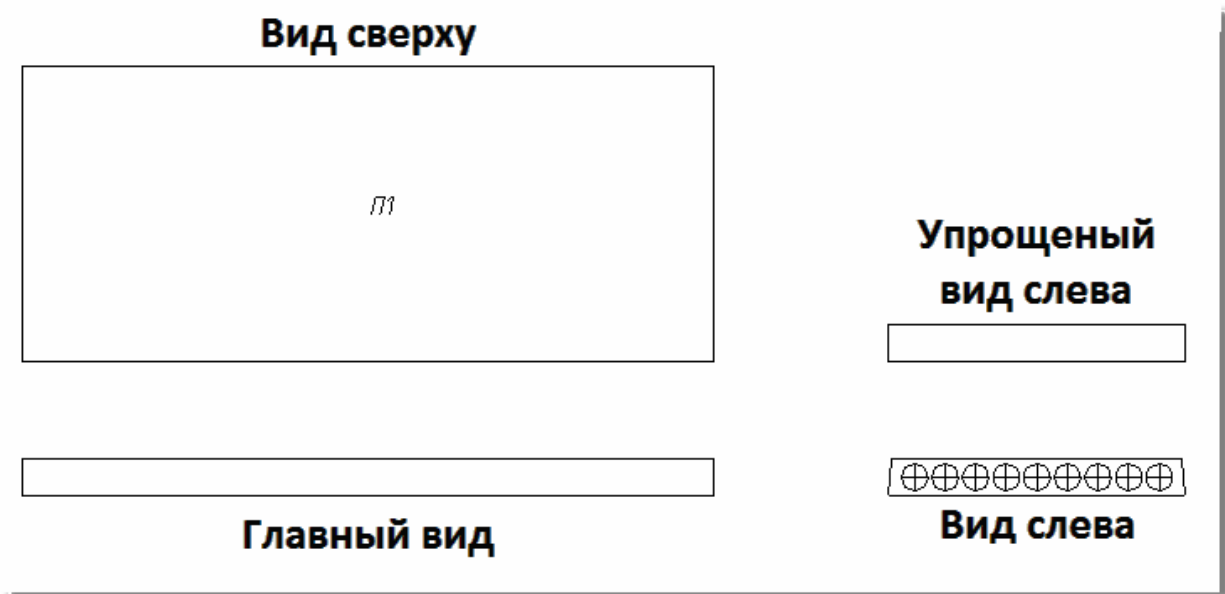 Вид сверху
П1
Упрощеный
вид слева
Главный вид
Вид слева